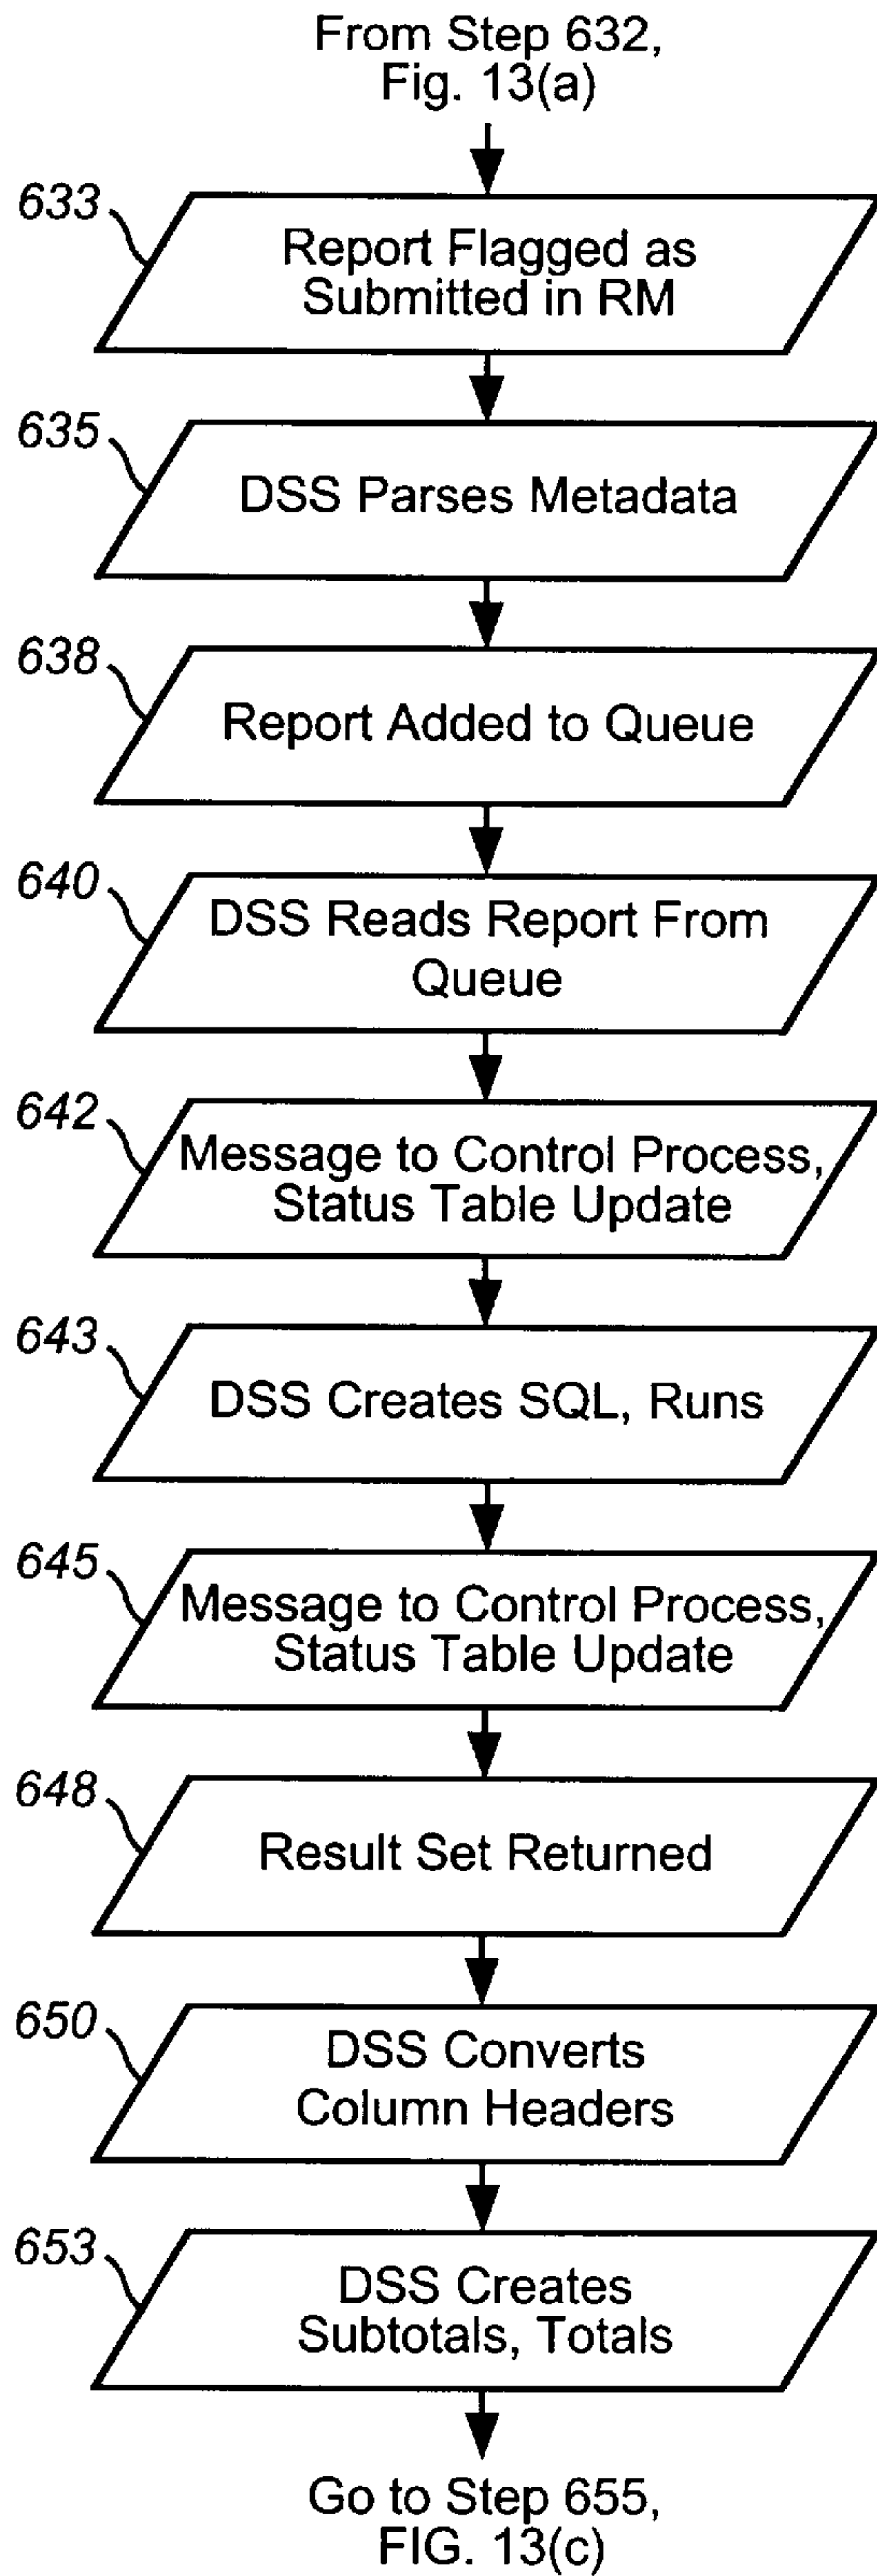 From Step 632,
Fig. 13(a)
633
Report Flagged as
Submitted in RM
635
DSS Parses Metadata
638
Report Added to Queue
640
DSS Reads Report From
Queue
642
Message to Control Process,
Status Table Update
643
DSS Creates SQL, Runs
645
Message to Control Process,
Status Table Update
648
Result Set Returned
650
DSS Converts
Column Headers
653
DSS Creates
Subtotals, Totals
Go to Step 655,
FIG. 13(c)